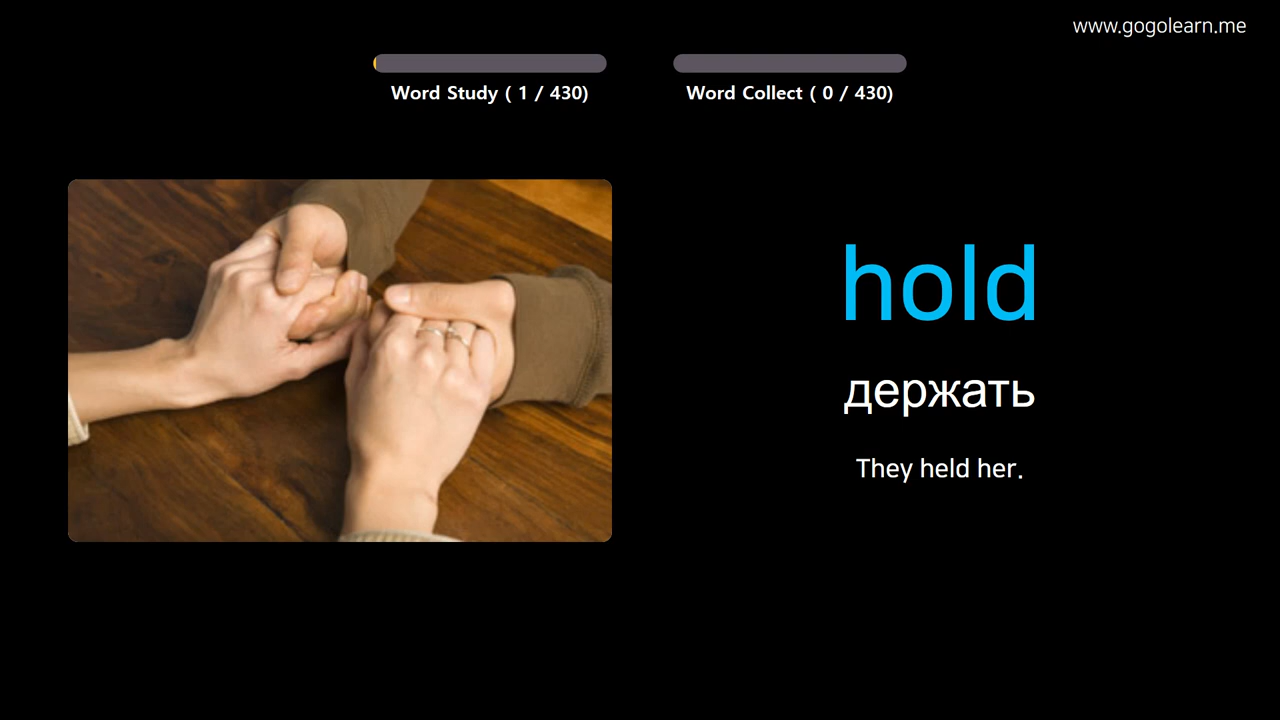 www.gogolearn.me
Word Study ( 1 / 430)
Word Collect ( 0 / 430)
hold
держать
They held her.